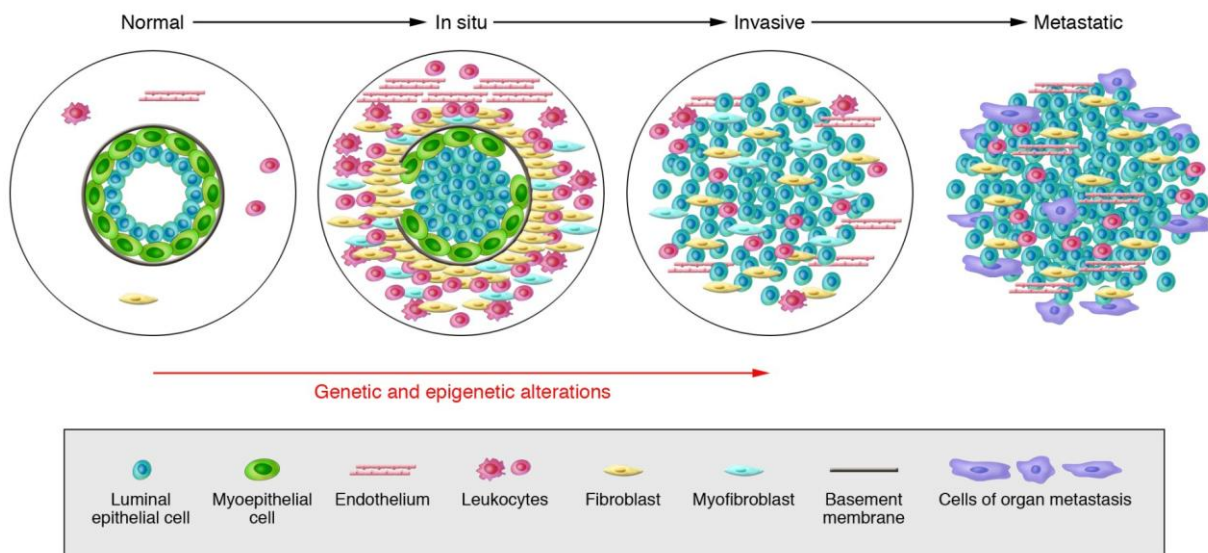 Normal
In situ
Invasive
Metastatic
Genetic and epigenetic alterations
Luminal
epithelial cell
Myoepithelial
cell
Endothelium
Leukocytes
Fibroblast
Myofibroblast
Basement
membrane
Cells of organ metastasis